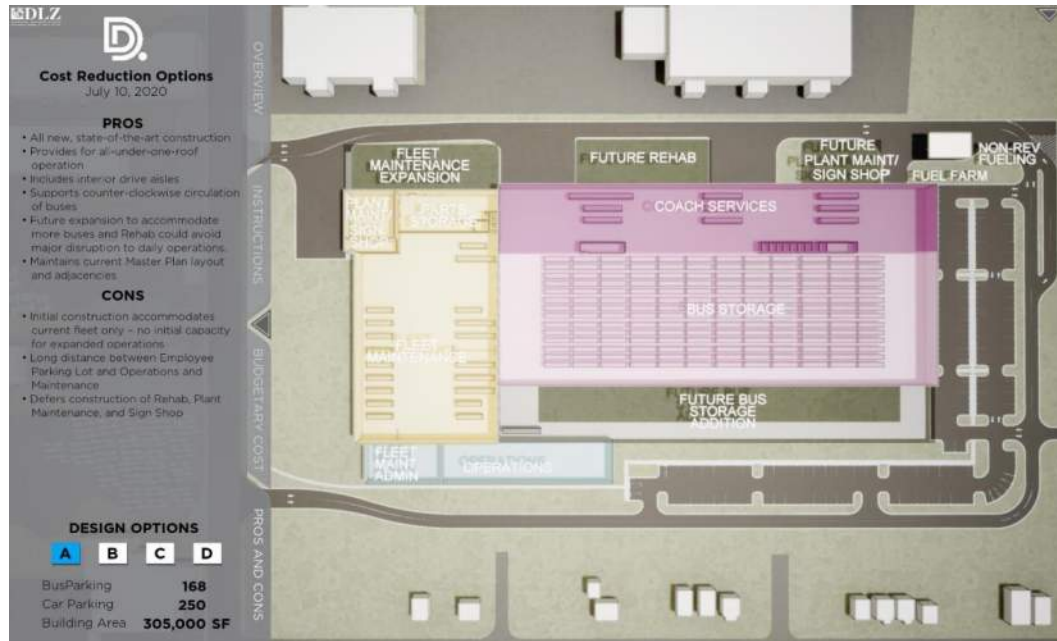 DLZ
D.
Cost Reduction Options
July 10, 2020
PROS
• All new, state-of-the-art construction
• Provides for all-under-one-roof
operation
• Includes interior drive aisles
• Supports counter-clockwise circulation
of buses
• Future expansion to accommodate
more buses and Rehab could avoid
major disruption to daily operations.
• Maintains current Master Plan layout
and adjacencies
CONS
• Initial construction accommodates
current fleet only – no initial capacity
for expanded operations
• Long distance between Employee
Parking Lot and Operations and
Maintenance
• Defers construction of Rehab, Plant
Maintenance, and Sign Shop
DESIGN OPTIONS
A B C D
BusParking 168
Car Parking 250
Building Area 305,000 SF
OVERVIEW
INSTRUCTIONS
BUDGETARY COST
PROS AND CONS
FLEET
MAINTENANCE
EXPANSION
FUTURE REHAB
FUTURE
PLANT MAINT/
SIGN SHOP
NON-REV
FUELING
FUEL FARM
PLANT
MAINT/
SIGN
SHOP
PARTS
STORAGE
COACH SERVICES
BUS STORAGE
FLEET
MAINTENANCE
FUTURE BUS
STORAGE
ADDITION
FLEET
MAINT
ADMIN
OPERATIONS